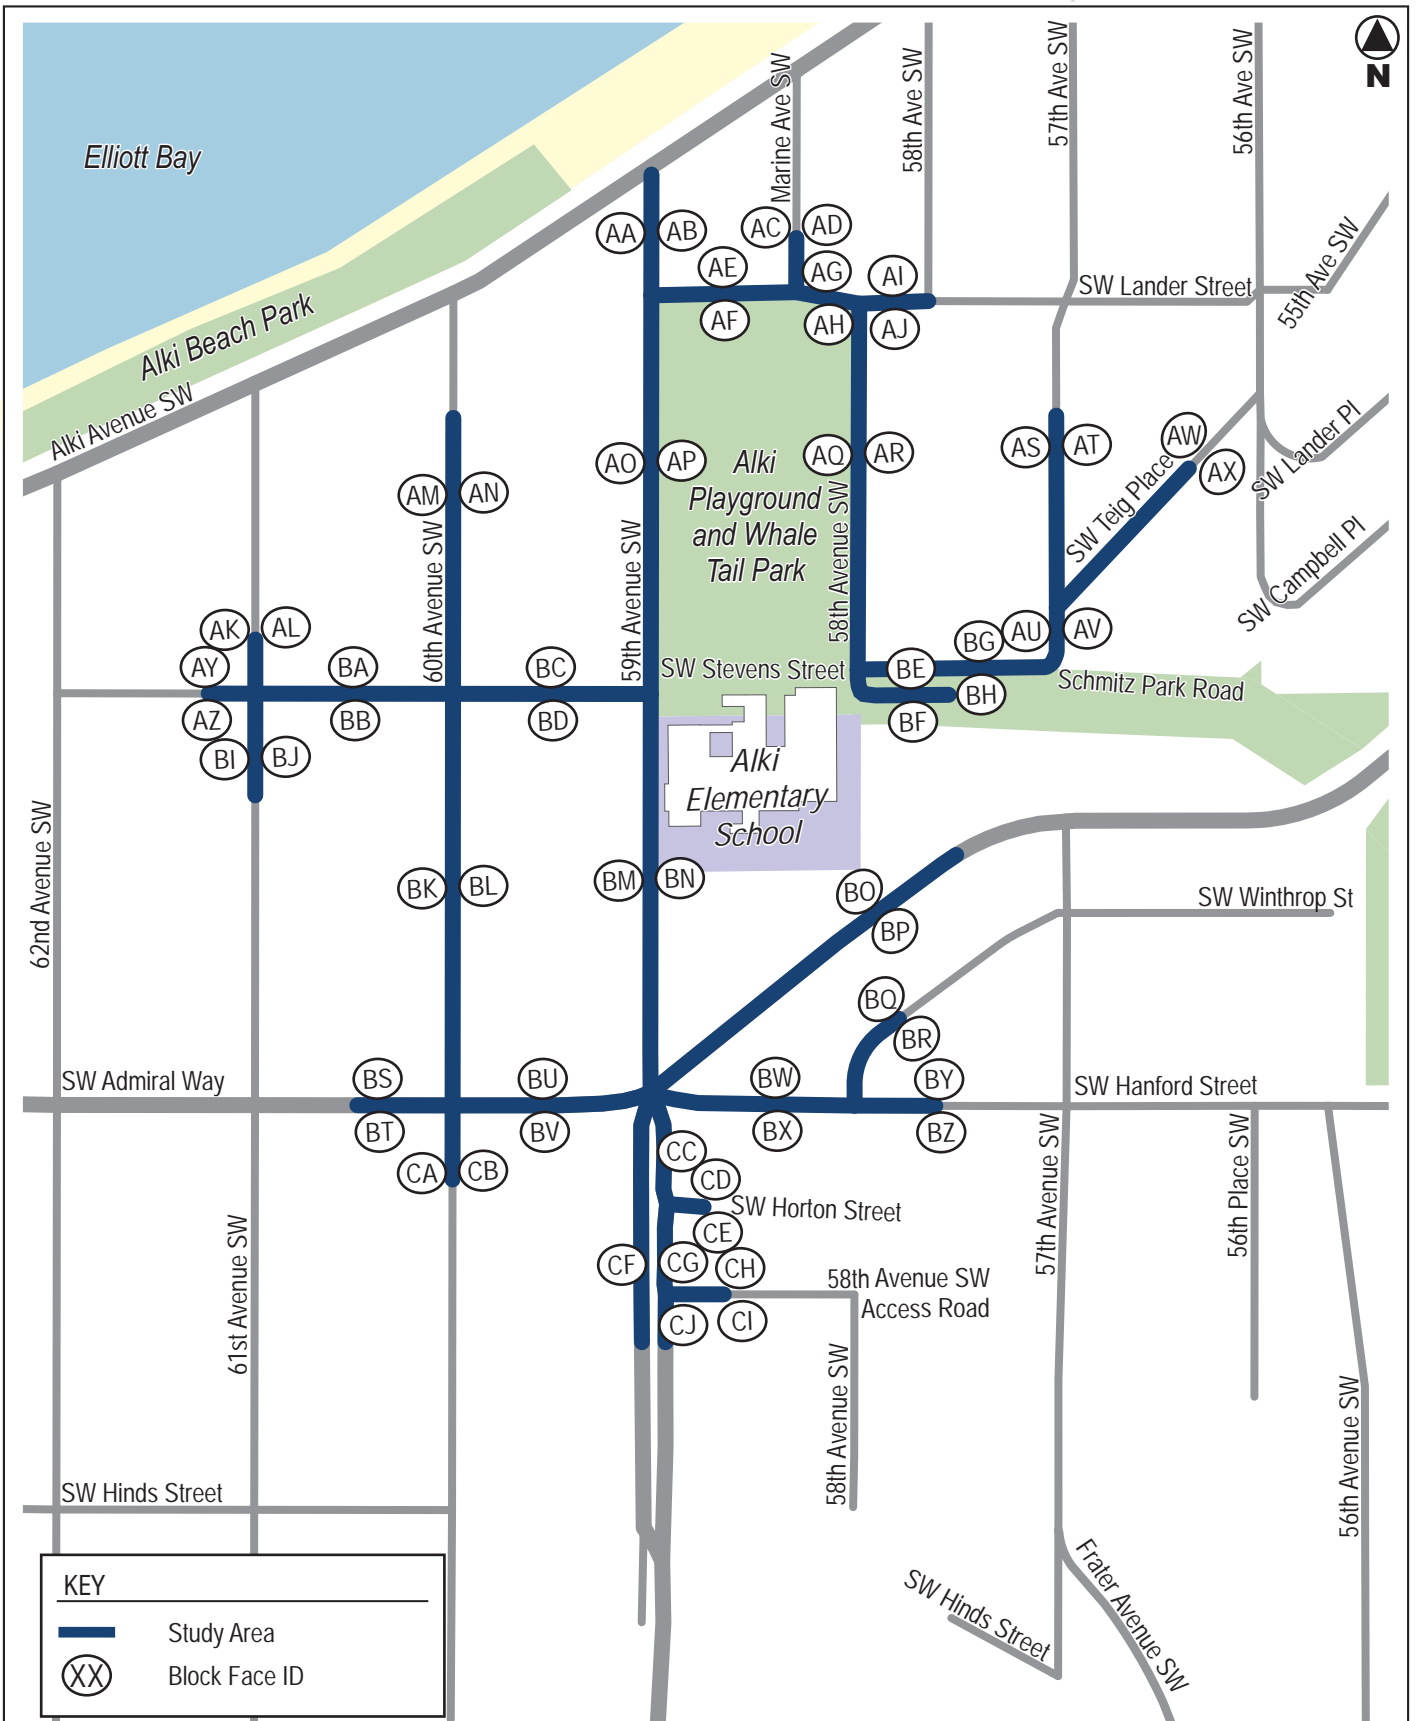 N
Elliott Bay
Alki Beach Park
Alki Avenue SW
Marine Ave SW
58th Ave SW
57th Ave SW
56th Ave SW
55th Ave SW
SW Lander Street
AA
AB
AC
AD
AE
AF
AG
AH
AI
AJ
AO
AP
Alki
Playground
and Whale
Tail Park
AQ
AR
58th Avenue SW
AS
AT
AW
AX
SW Teig Place
SW Lander Pl
SW Campbell Pl
AM
AN
60th Avenue SW
59th Avenue SW
AK
AL
AY
AZ
BA
BB
BC
BD
BI
BJ
SW Stevens Street
BE
BF
BG
BH
AU
AV
Schmitz Park Road
Alki
Elementary
School
62nd Avenue SW
BK
BL
BM
BN
BO
BP
SW Winthrop St
BQ
BR
SW Admiral Way
BS
BT
BU
BV
BW
BX
BY
BZ
SW Hanford Street
CA
CB
CC
CD
SW Horton Street
CE
CF
CG
CH
CI
CJ
58th Avenue SW
Access Road
58th Avenue SW
57th Avenue SW
56th Place SW
56th Avenue SW
61st Avenue SW
SW Hinds Street
SW Hinds Street
Frater Avenue SW
KEY
Study Area
XX
Block Face ID